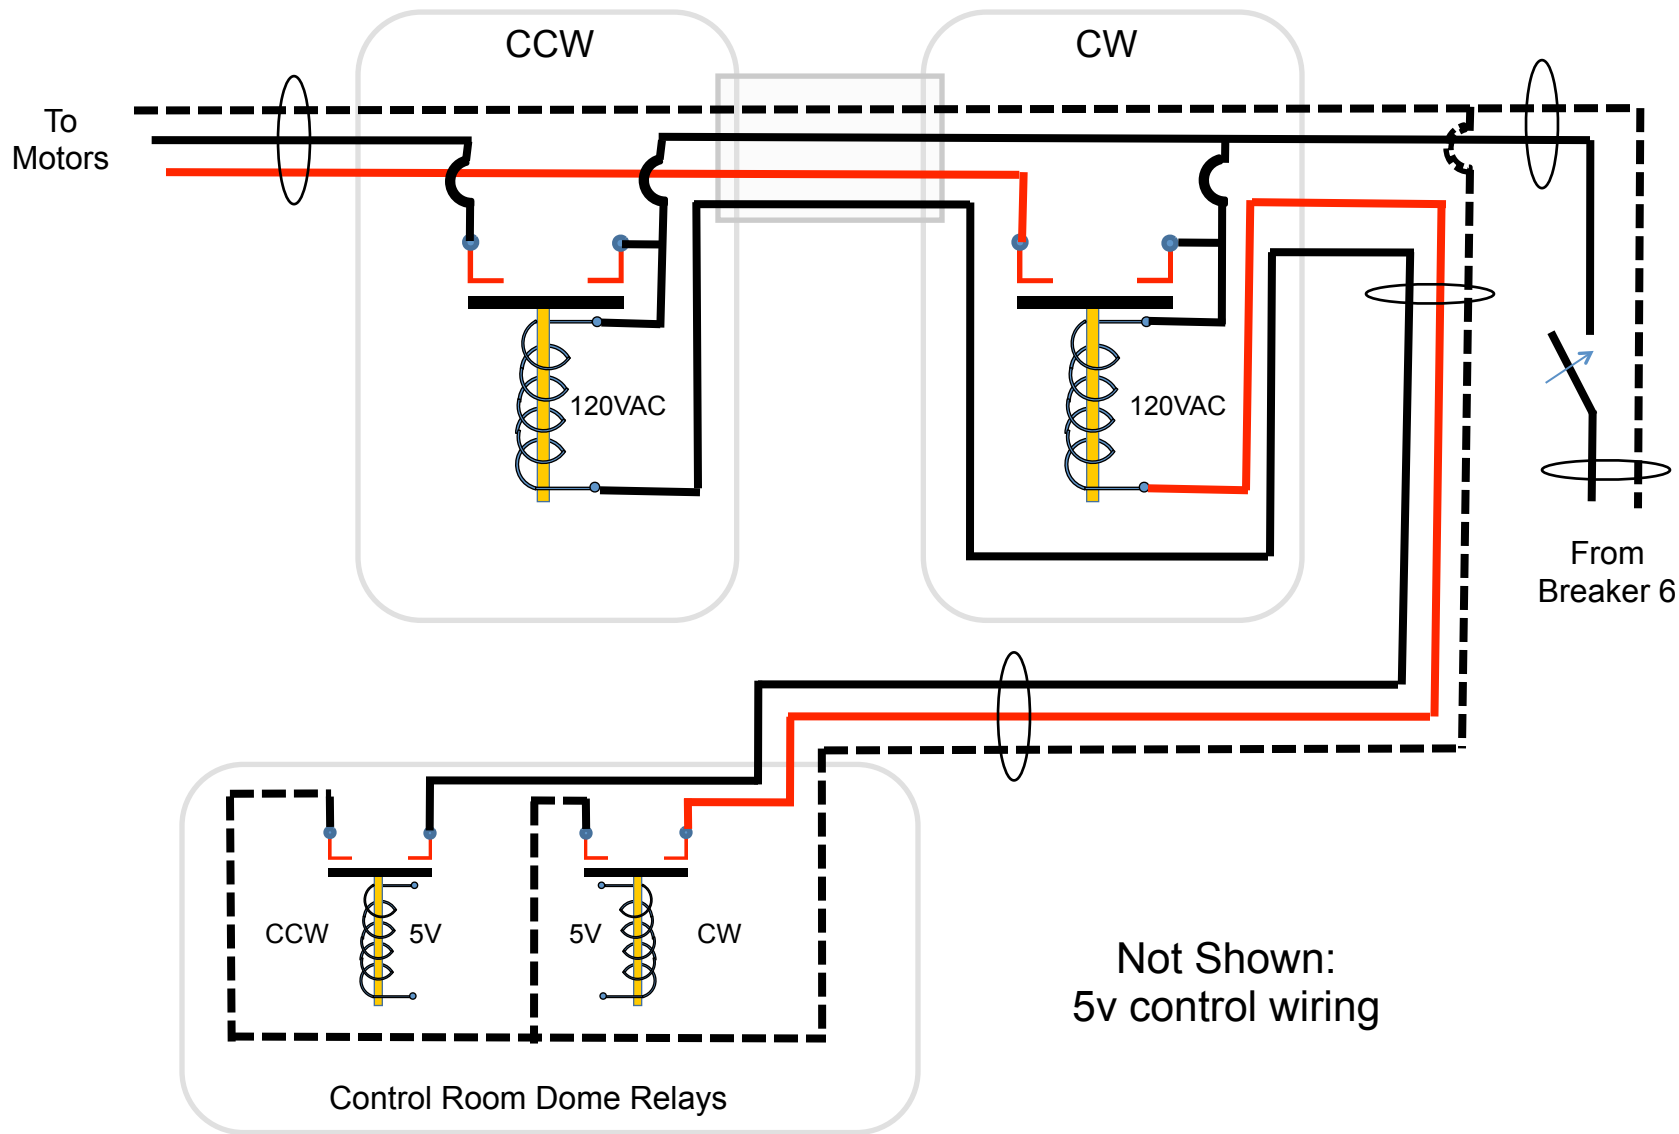 CCW
CW
To
Motors
120VAC
120VAC
From
Breaker 6
CCW
5V
5V
CW
Not Shown:
5v control wiring
Control Room Dome Relays